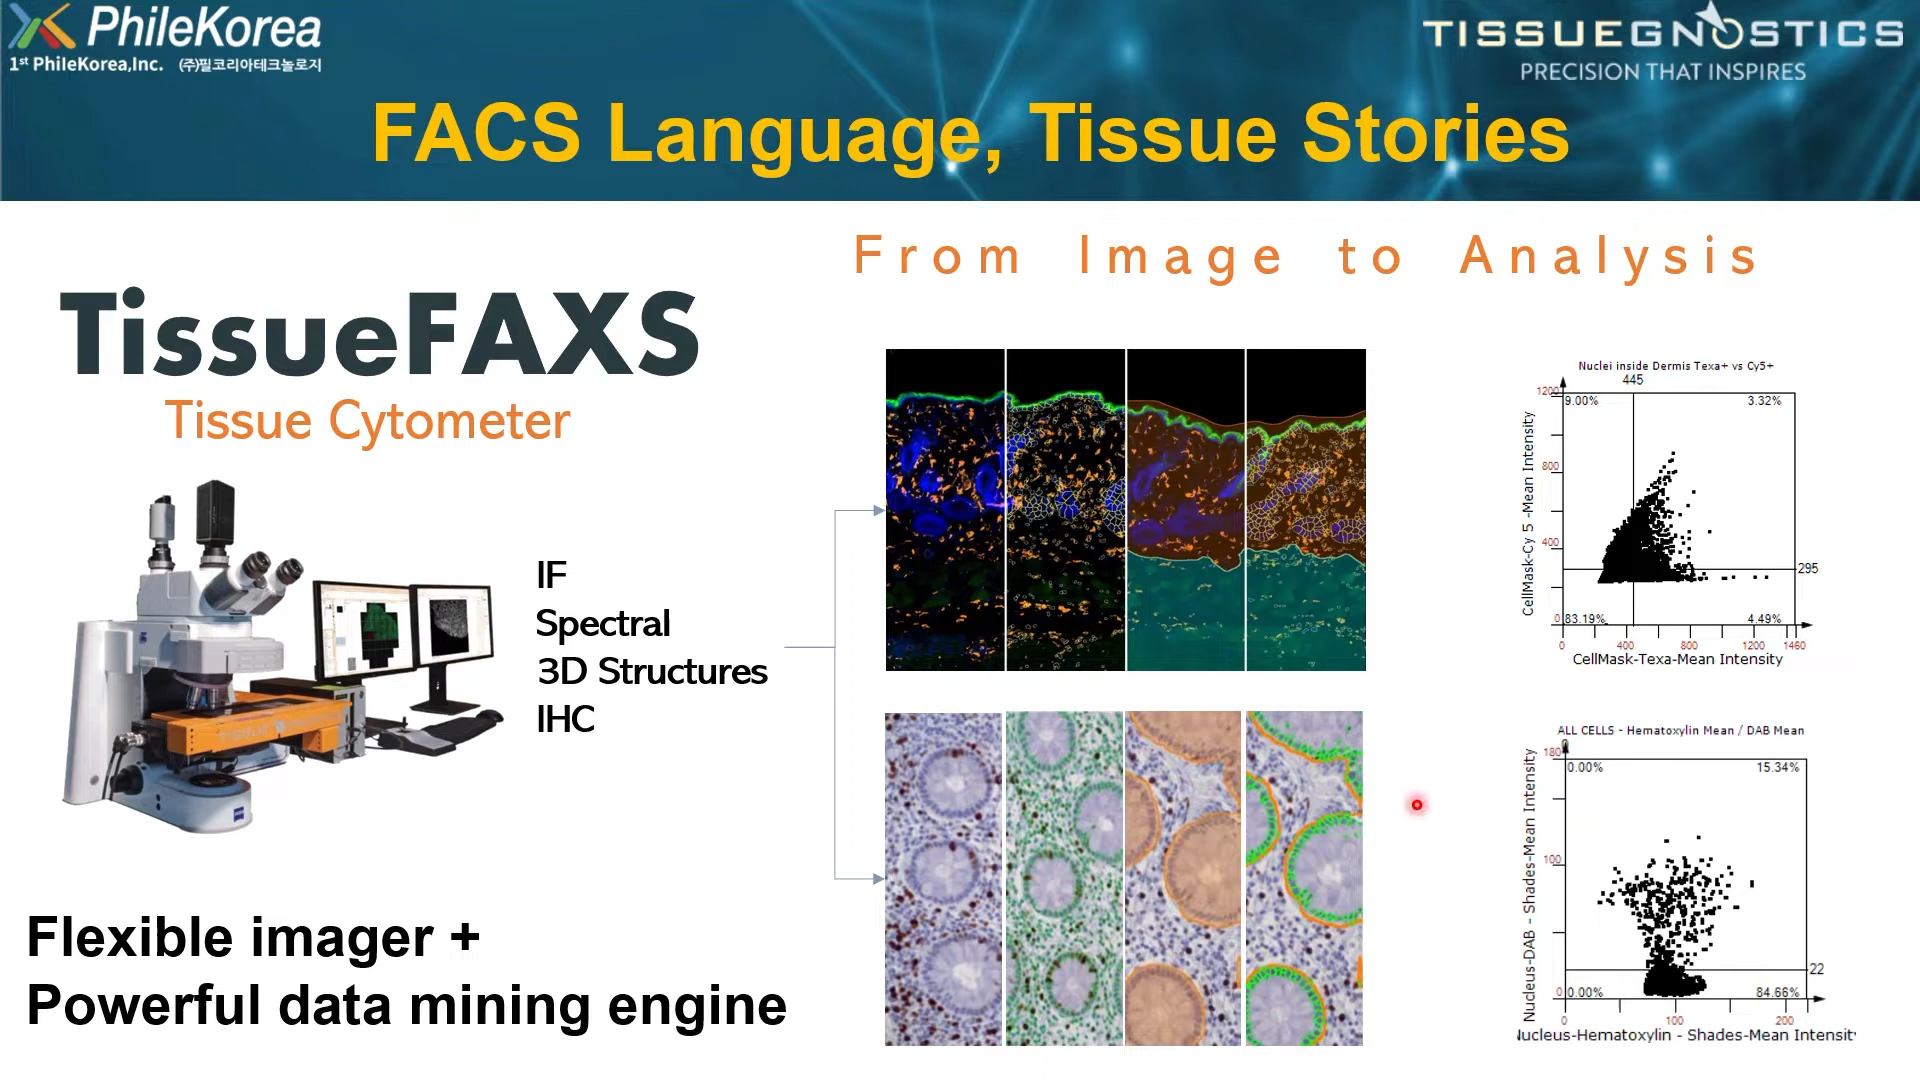 PhileKorea
1st PhileKorea,Inc. (주)필코리아테크놀로지
TISSUEGNOSTICS
PRECISION THAT INSPIRES
FACS Language, Tissue Stories
From Image to Analysis
TissueFAXS
Tissue Cytometer
IF
Spectral
3D Structures
IHC
Flexible imager +
Powerful data mining engine
Nuclei inside Dermis Texa+ vs Cy5+
445
1200
9.00%
3.32%
800
400
295
0
83.19%
4.49%
0 400 800 1200 1460
CellMask-Cy 5 -Mean Intensity
CellMask-Texa-Mean Intensity
ALL CELLS - Hematoxylin Mean / DAB Mean
180
0.00%
15.34%
100
22
0
0.00%
84.66%
0 100 200
Nucleus-DAB - Shades-Mean Intensity
Nucleus-Hematoxylin - Shades-Mean Intensity